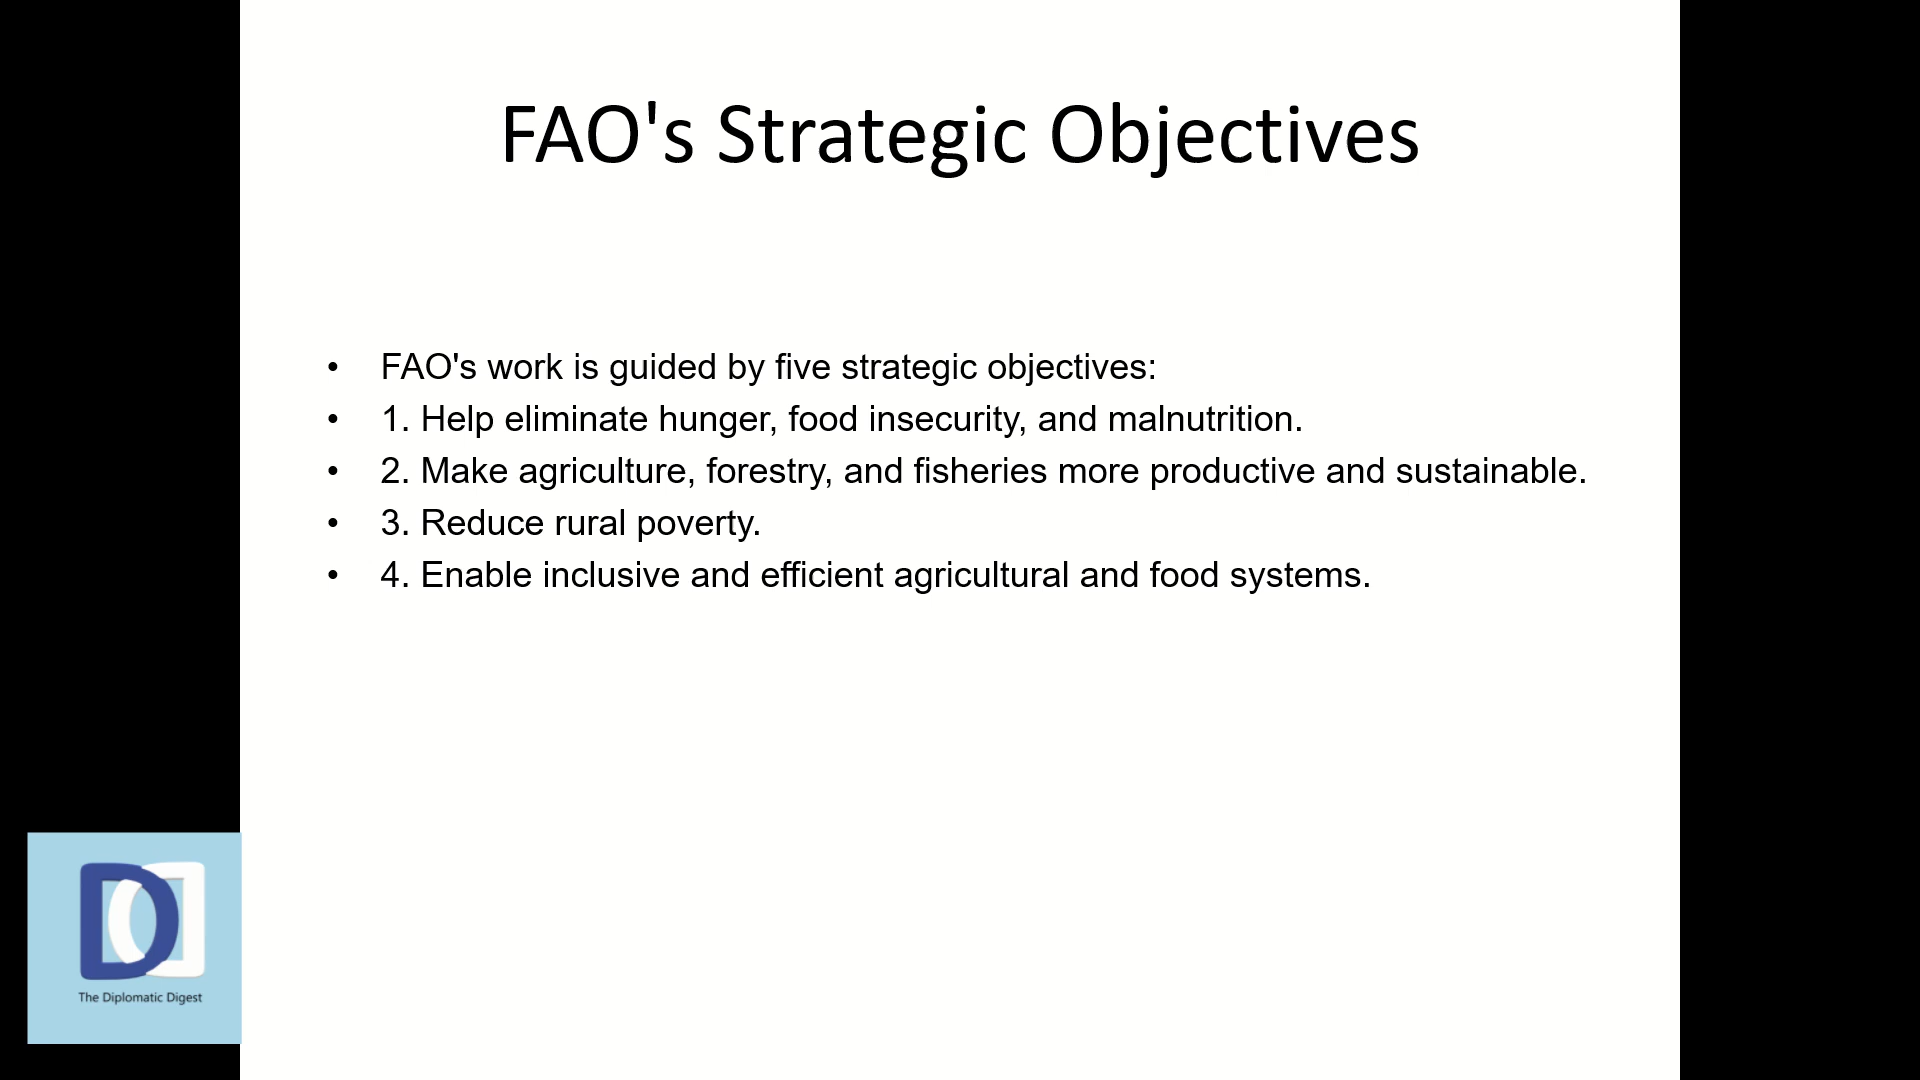 FAO's Strategic Objectives
• FAO's work is guided by five strategic objectives:
• 1. Help eliminate hunger, food insecurity, and malnutrition.
• 2. Make agriculture, forestry, and fisheries more productive and sustainable.
• 3. Reduce rural poverty.
• 4. Enable inclusive and efficient agricultural and food systems.
The Diplomatic Digest